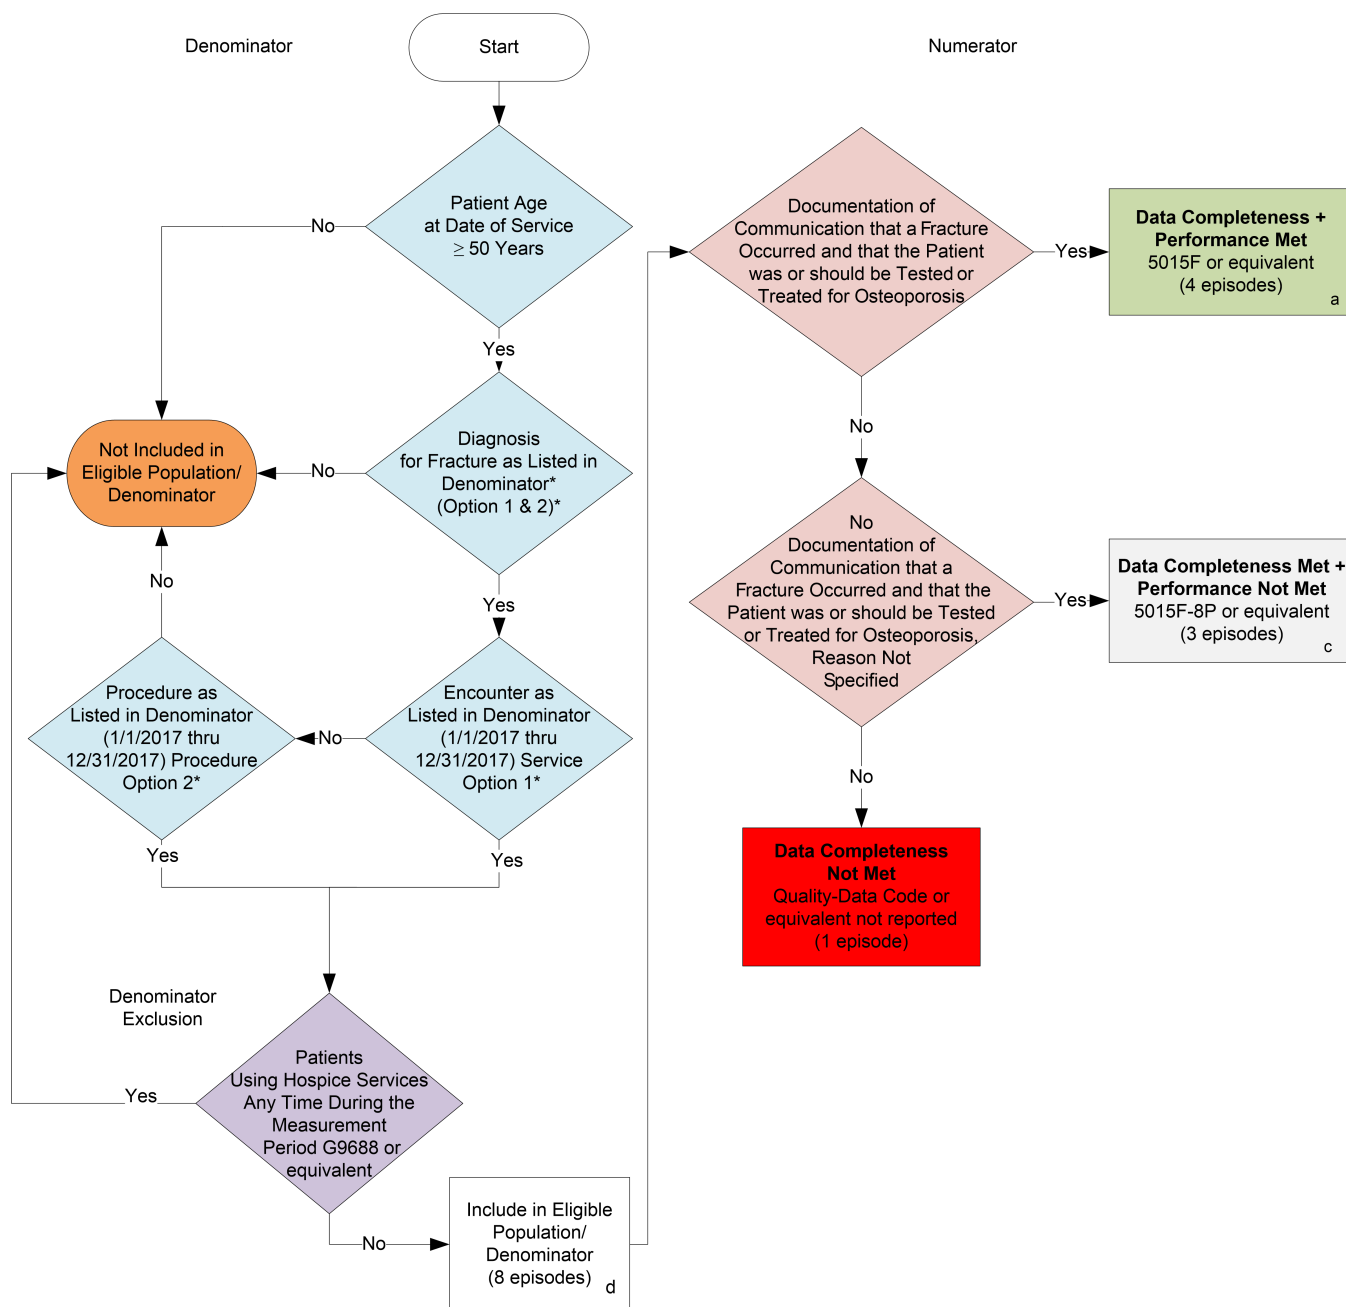 Denominator
Start
Numerator
Patient Age
at Date of Service
≥ 50 Years
No
Yes
Diagnosis
for Fracture as Listed in
Denominator*
(Option 1 & 2)*
No
Not Included in
Eligible Population/
Denominator
Yes
No
Encounter as
Listed in Denominator
(1/1/2017 thru
12/31/2017) Service
Option 1*
No
Procedure as
Listed in Denominator
(1/1/2017 thru
12/31/2017) Procedure
Option 2*
Yes
Yes
Denominator
Exclusion
Patients
Using Hospice Services
Any Time During the
Measurement
Period G9688 or
equivalent
Yes
No
Include in Eligible
Population/
Denominator
(8 episodes)
d
Documentation of
Communication that a Fracture
Occurred and that the Patient
was or should be Tested or
Treated for Osteoporosis
Yes
Data Completeness +
Performance Met
5015F or equivalent
(4 episodes)
a
No
No
Documentation of
Communication that a
Fracture Occurred and that the
Patient was or should be Tested
or Treated for Osteoporosis,
Reason Not
Specified
Yes
Data Completeness Met +
Performance Not Met
5015F-8P or equivalent
(3 episodes)
c
No
Data Completeness
Not Met
Quality-Data Code or
equivalent not reported
(1 episode)